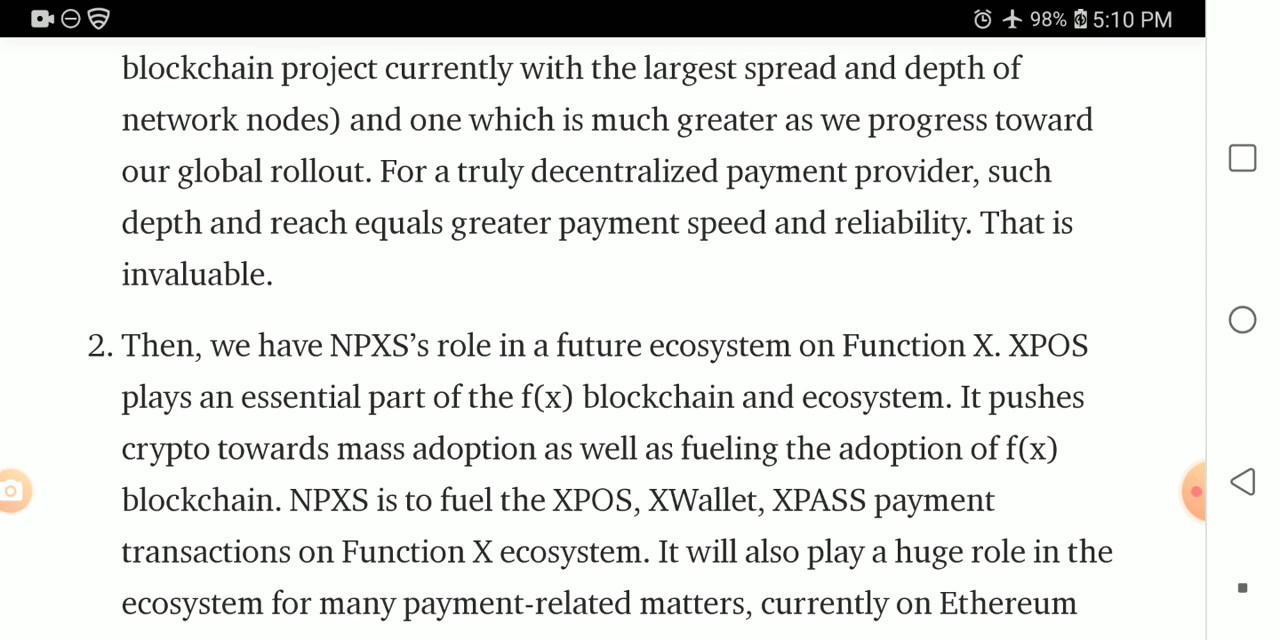 98% 5:10 PM
blockchain project currently with the largest spread and depth of
network nodes) and one which is much greater as we progress toward
our global rollout. For a truly decentralized payment provider, such
depth and reach equals greater payment speed and reliability. That is
invaluable.
2. Then, we have NPXS’s role in a future ecosystem on Function X. XPOS
plays an essential part of the f(x) blockchain and ecosystem. It pushes
crypto towards mass adoption as well as fueling the adoption of f(x)
blockchain. NPXS is to fuel the XPOS, XWallet, XPASS payment
transactions on Function X ecosystem. It will also play a huge role in the
ecosystem for many payment-related matters, currently on Ethereum